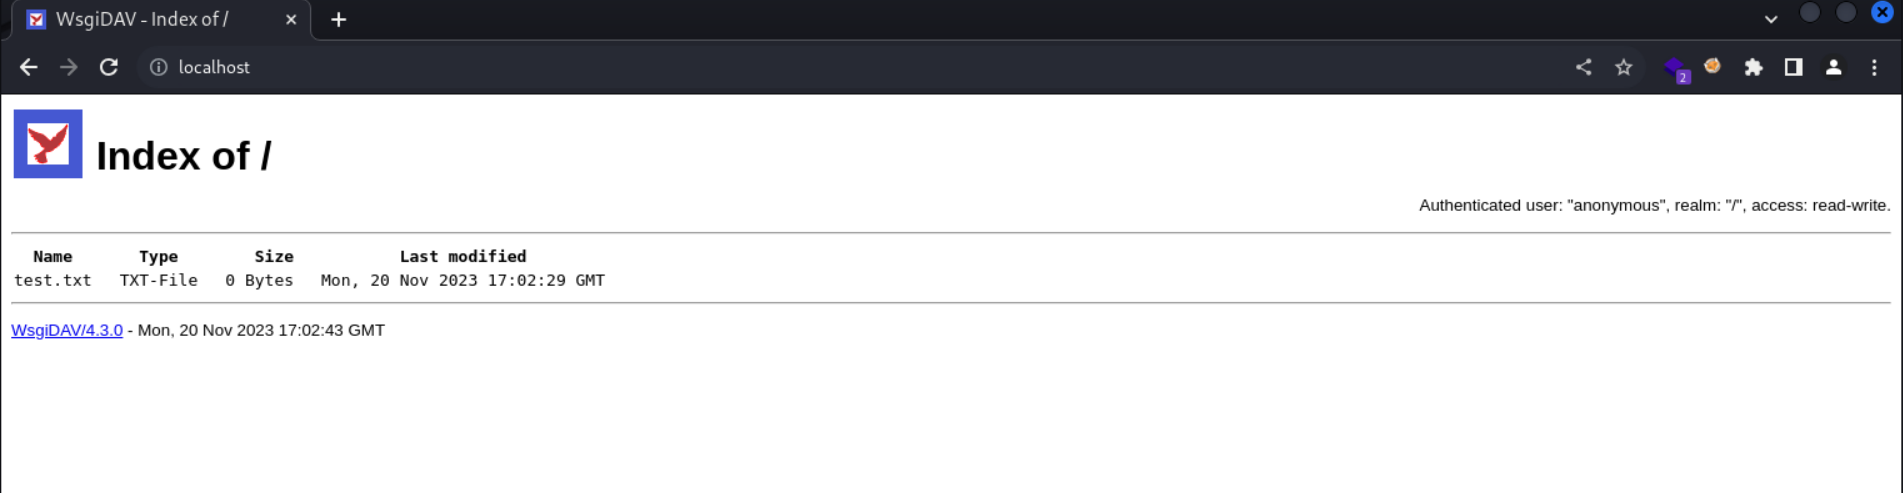 WsgiDAV - Index of /
localhost
2
Index of /
Authenticated user: "anonymous", realm: "/", access: read-write.
Name Type Size Last modified
test.txt TXT-File 0 Bytes Mon, 20 Nov 2023 17:02:29 GMT
WsgiDAV/4.3.0 - Mon, 20 Nov 2023 17:02:43 GMT